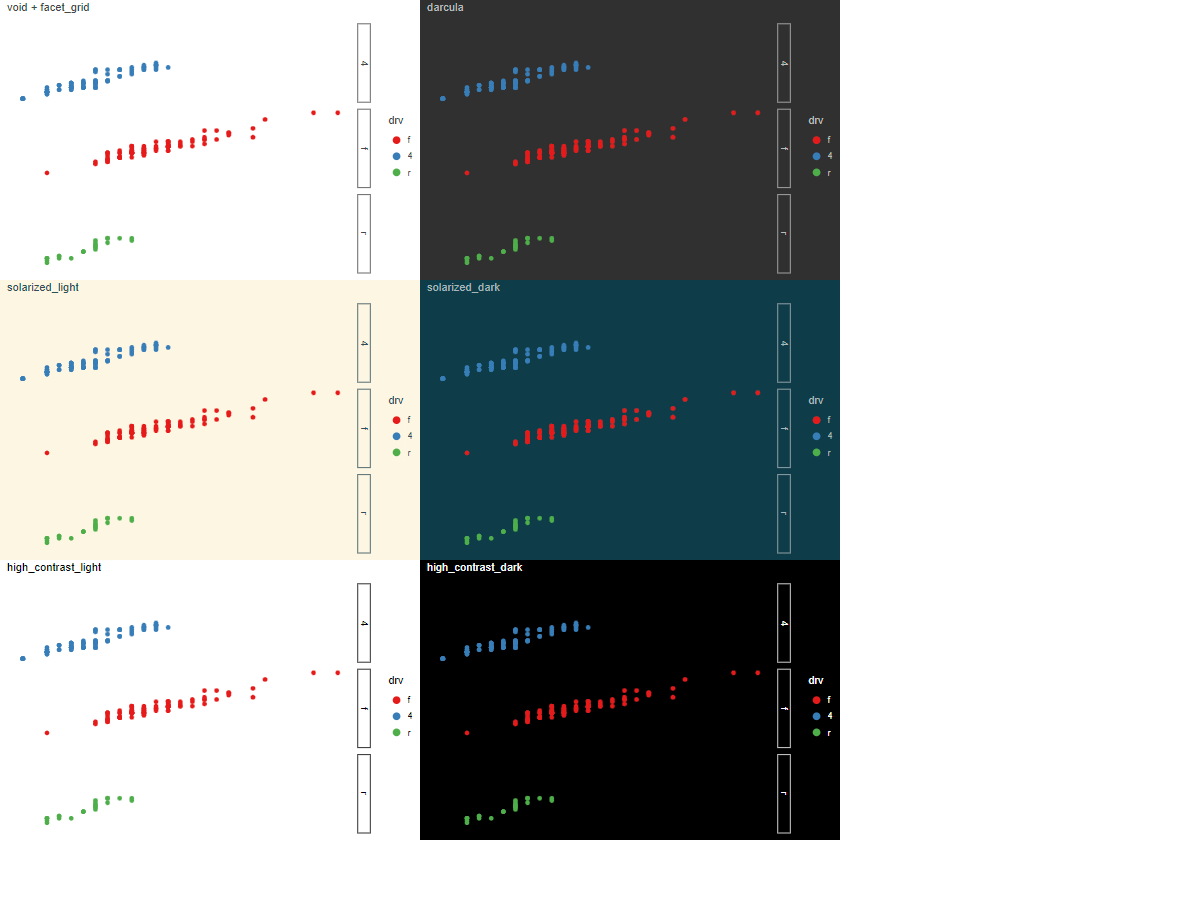 void + facet_grid
4
f
r
drv
f
4
r
darcula
4
f
r
drv
f
4
r
solarized_light
4
f
r
drv
f
4
r
solarized_dark
4
f
r
drv
f
4
r
high_contrast_light
4
f
r
drv
f
4
r
high_contrast_dark
4
f
r
drv
f
4
r